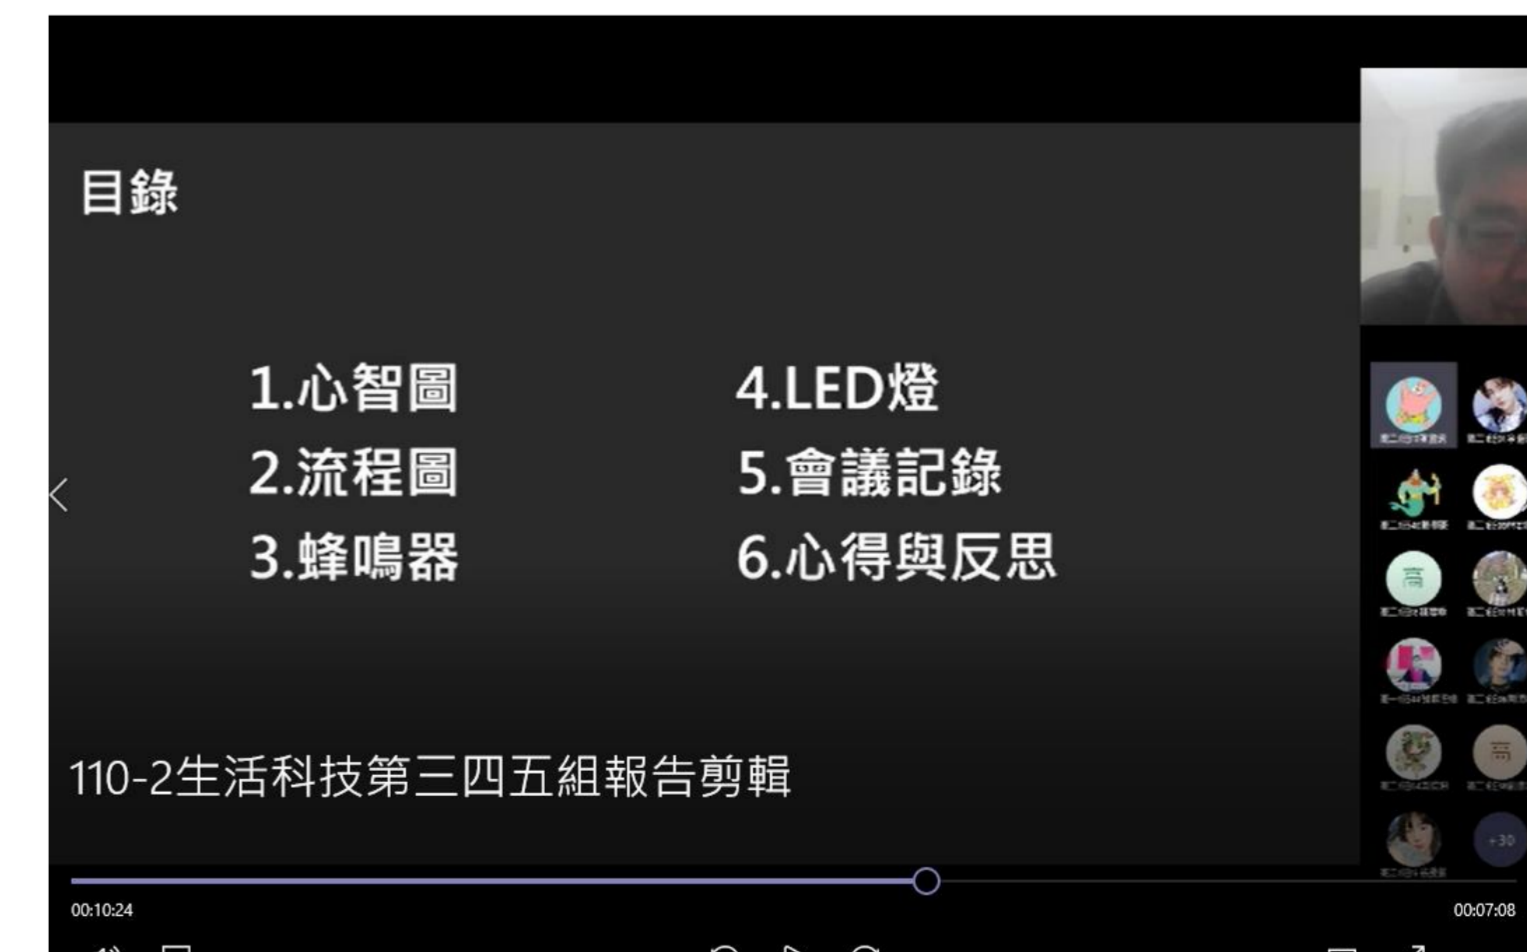 目錄
1.心智圖
2.流程圖
3.蜂鳴器
4.LED燈
5.會議記錄
6.心得與反思
高
高
+30
110-2生活科技第三四五組報告剪輯
00:10:24
00:07:08